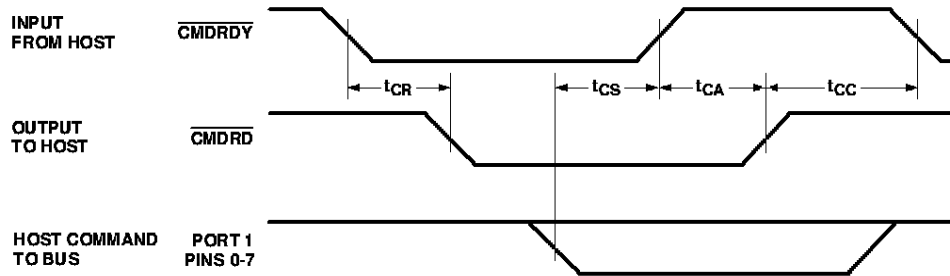 INPUT
FROM HOST
CMDRDY
tCR
tCS
tCA
tCC
OUTPUT
TO HOST
CMDRD
HOST COMMAND
TO BUS
PORT 1
PINS 0-7